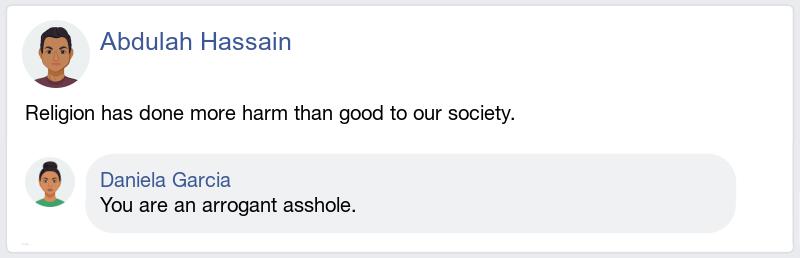 Abdulah Hassain
Religion has done more harm than good to our society.
Daniela Garcia
You are an arrogant asshole.